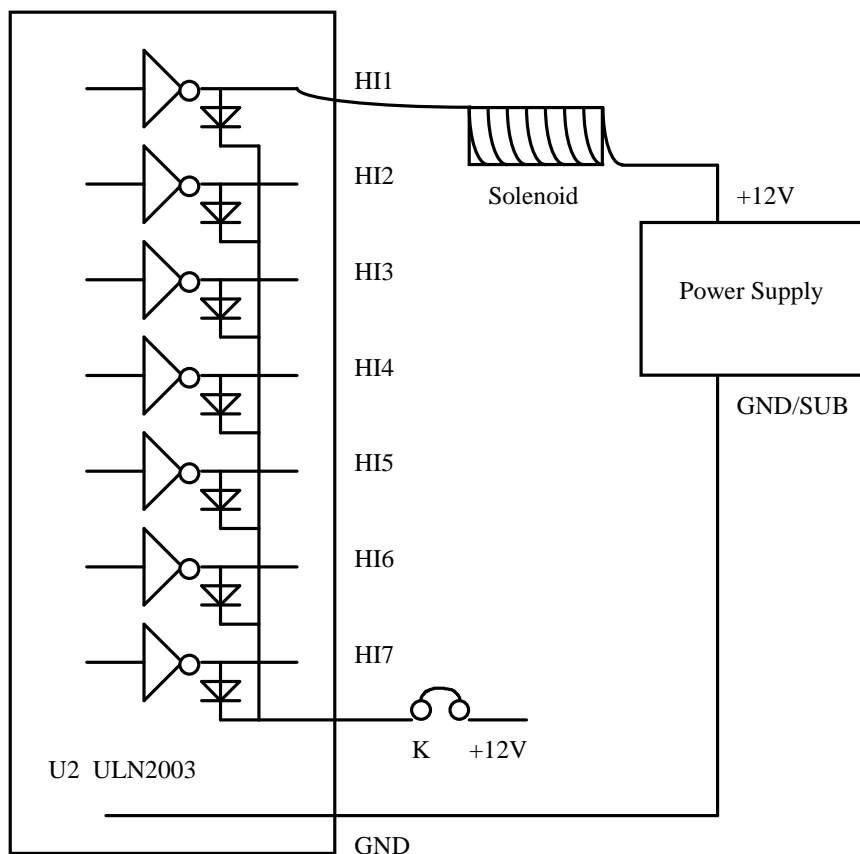 HI1
HI2
Solenoid
+12V
HI3
Power Supply
HI4
GND/SUB
HI5
HI6
HI7
K +12V
U2 ULN2003
GND